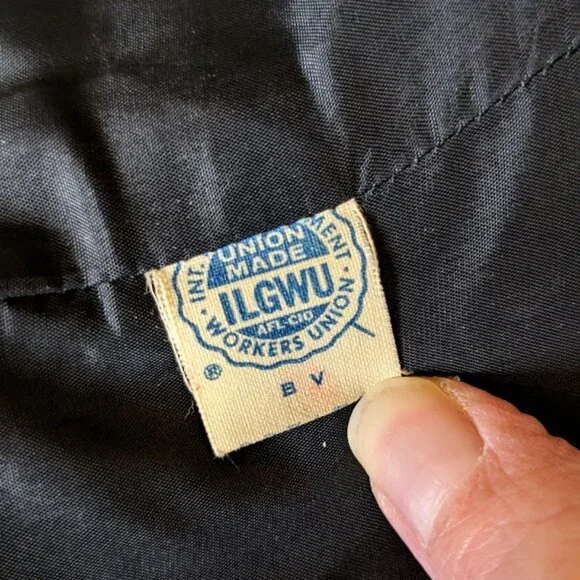 UNION
MADE
ILGWU
AFL-CIO
WORKERS UNION
®
B V